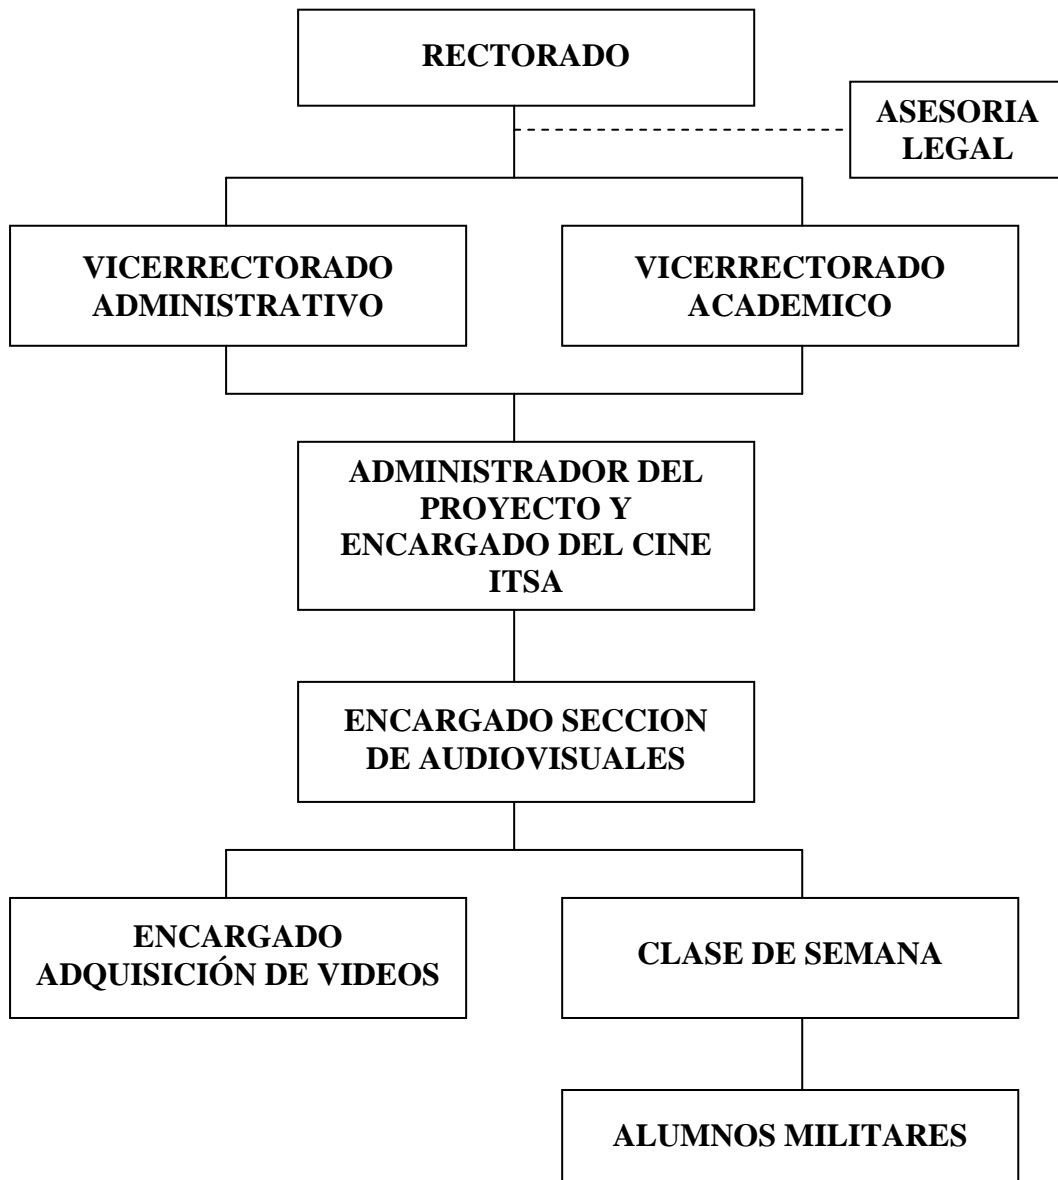 RECTORADO
ASESORIA
LEGAL
VICERRECTORADO
ADMINISTRATIVO
VICERRECTORADO
ACADEMICO
ADMINISTRADOR DEL
PROYECTO Y
ENCARGADO DEL CINE
ITSA
ENCARGADO SECCION
DE AUDIOVISUALES
ENCARGADO
ADQUISICIÓN DE VIDEOS
CLASE DE SEMANA
ALUMNOS MILITARES